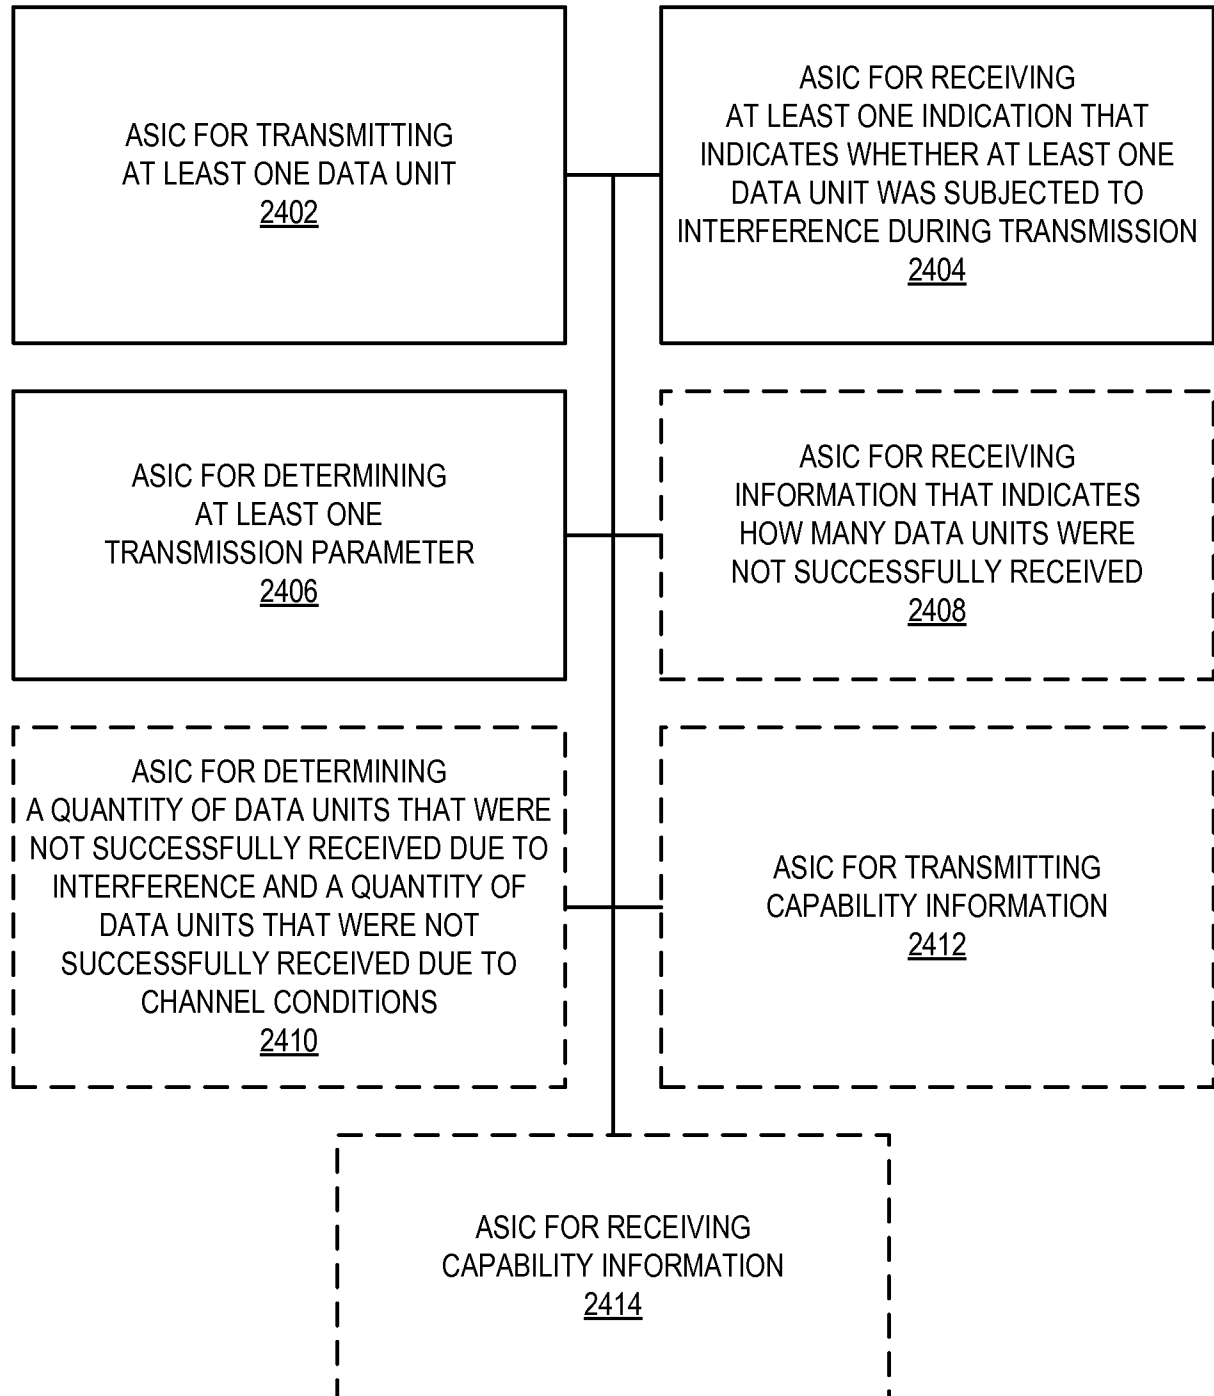 ASIC FOR TRANSMITTING
AT LEAST ONE DATA UNIT
2402
ASIC FOR RECEIVING
AT LEAST ONE INDICATION THAT
INDICATES WHETHER AT LEAST ONE
DATA UNIT WAS SUBJECTED TO
INTERFERENCE DURING TRANSMISSION
2404
ASIC FOR DETERMINING
AT LEAST ONE
TRANSMISSION PARAMETER
2406
ASIC FOR RECEIVING
INFORMATION THAT INDICATES
HOW MANY DATA UNITS WERE
NOT SUCCESSFULLY RECEIVED
2408
ASIC FOR DETERMINING
A QUANTITY OF DATA UNITS THAT WERE
NOT SUCCESSFULLY RECEIVED DUE TO
INTERFERENCE AND A QUANTITY OF
DATA UNITS THAT WERE NOT
SUCCESSFULLY RECEIVED DUE TO
CHANNEL CONDITIONS
2410
ASIC FOR TRANSMITTING
CAPABILITY INFORMATION
2412
ASIC FOR RECEIVING
CAPABILITY INFORMATION
2414